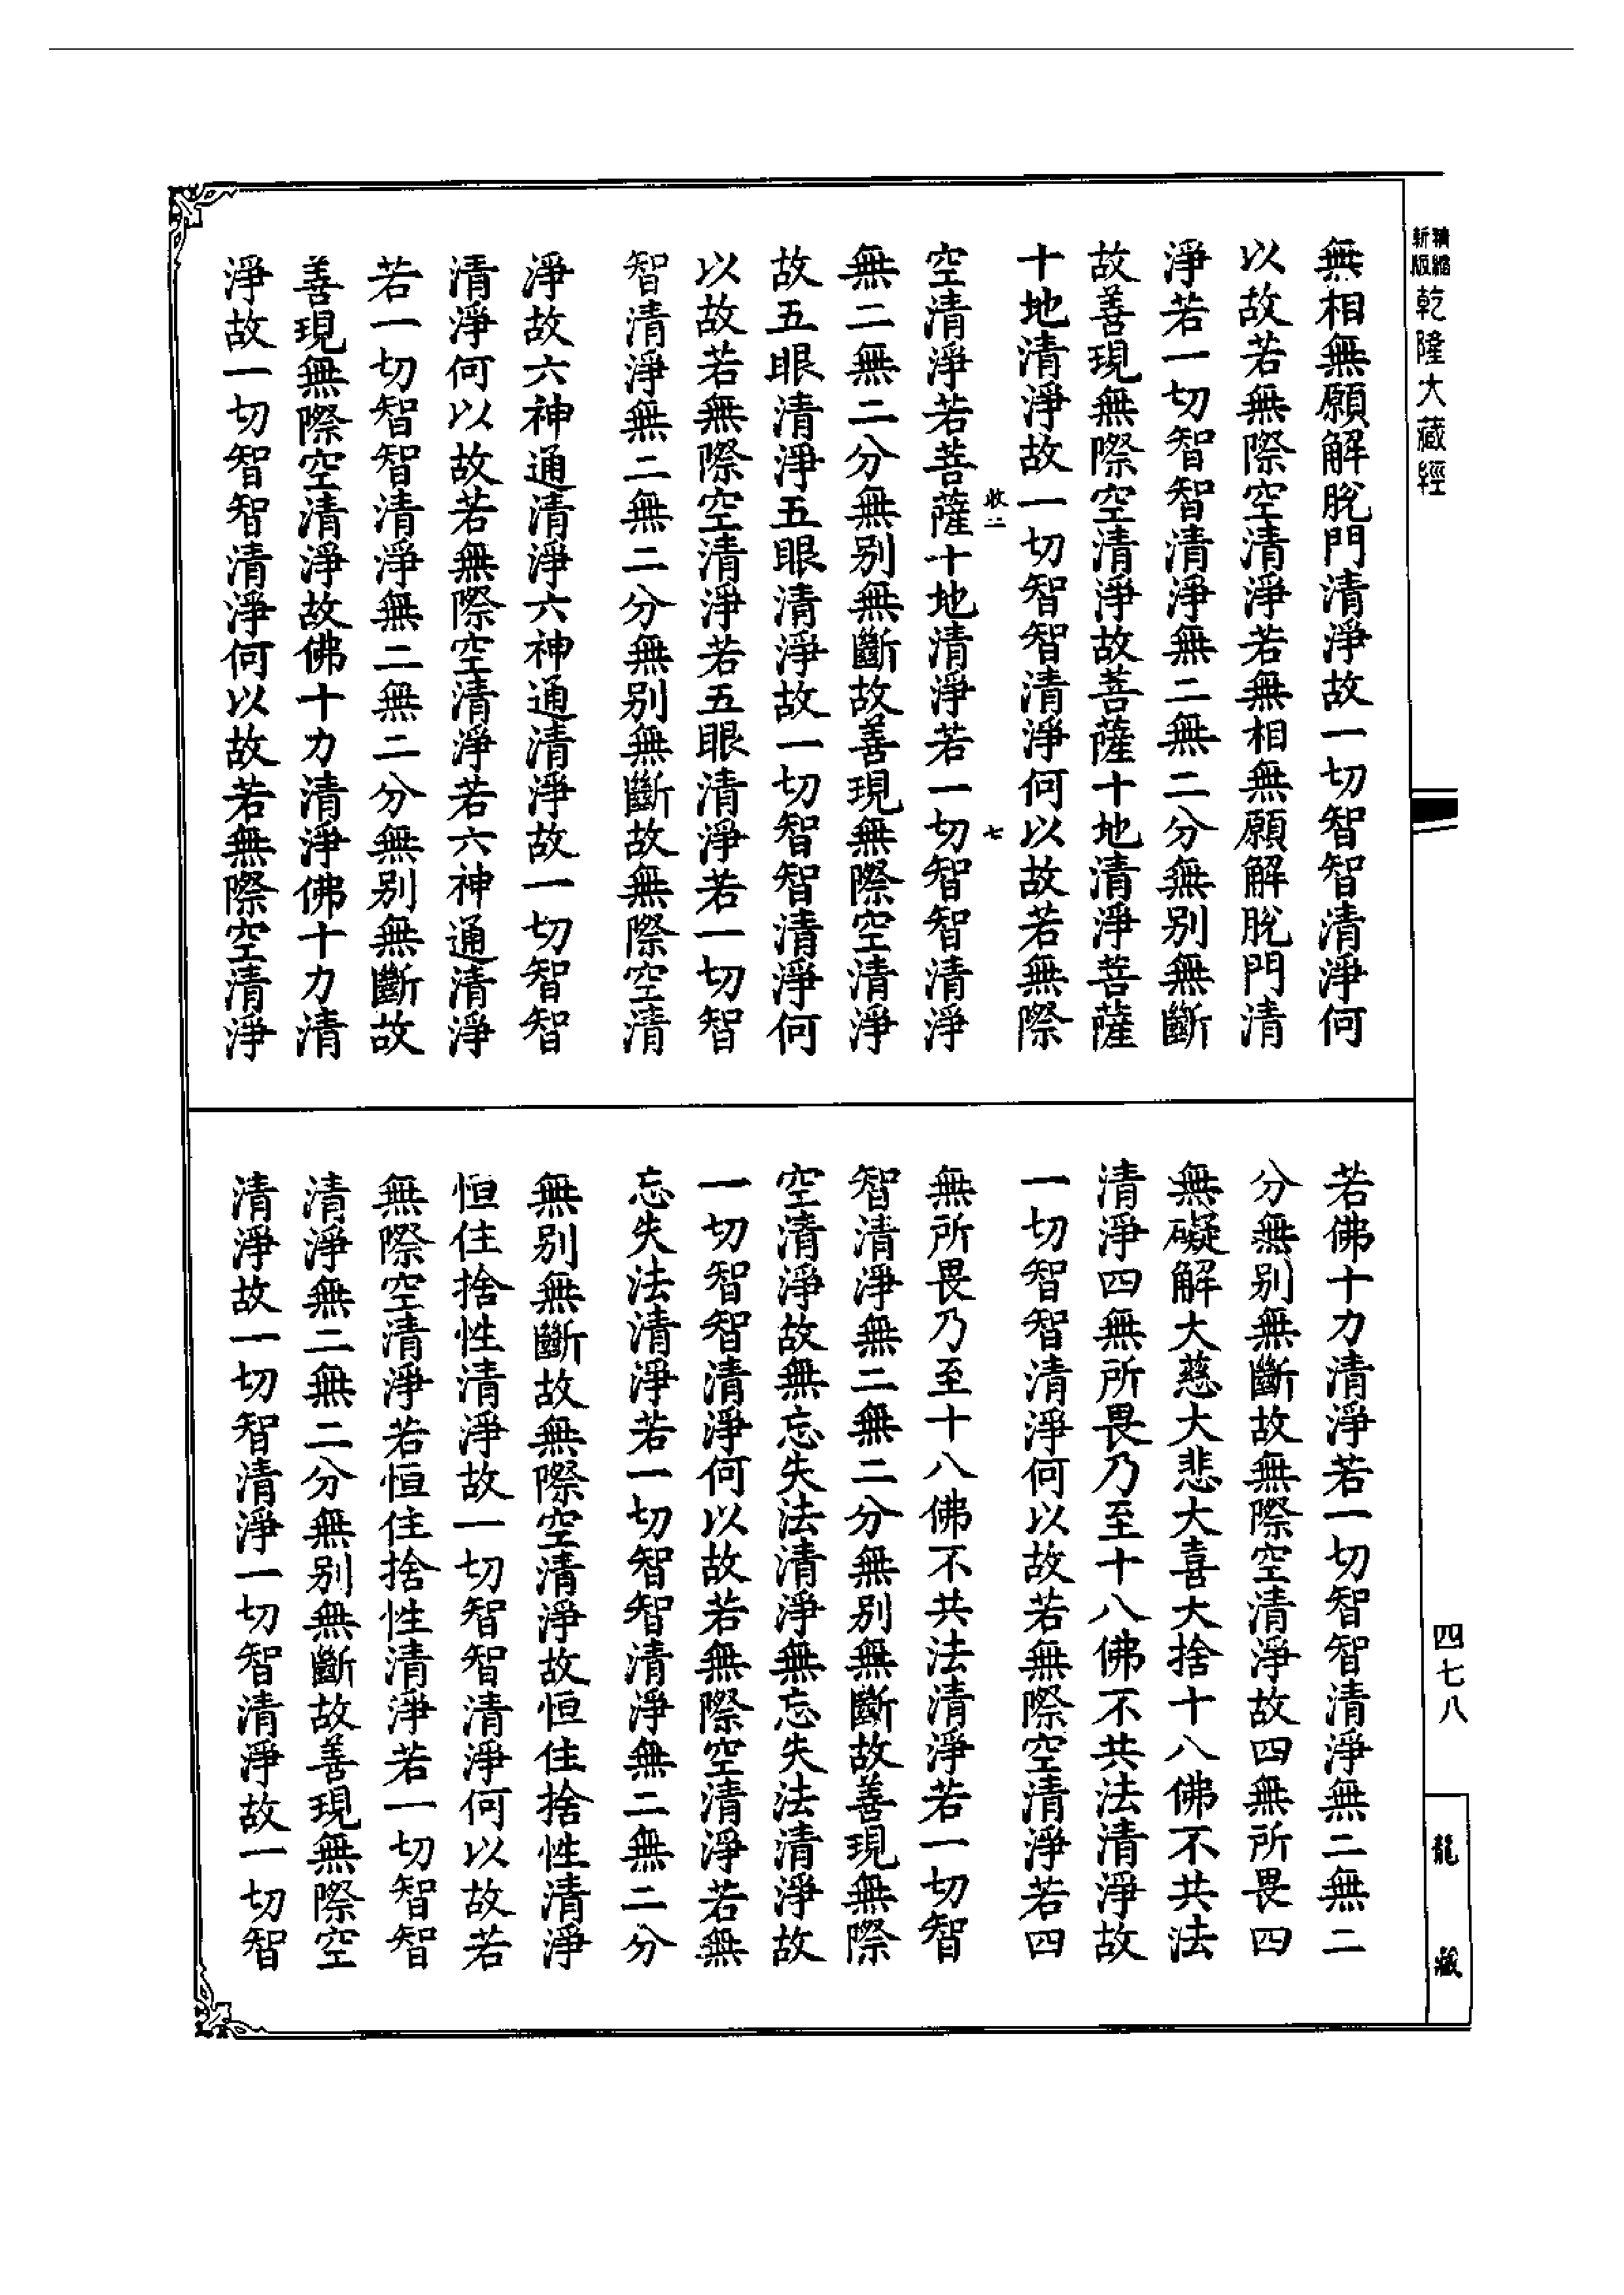 精縮
新版
乾隆大藏經
無相無願解脫門清淨故一切智智清淨何
以故若無際空清淨若無相無願解脫門清
淨若一切智智清淨無二無二分無別無斷
故善現無際空清淨故菩薩十地清淨菩薩
十地清淨故一切智智清淨何以故若無際
收二 七
空清淨若菩薩十地清淨若一切智智清淨
無二無二分無別無斷故善現無際空清淨
故五眼清淨五眼清淨故一切智智清淨何
以故若無際空清淨若五眼清淨若一切智
智清淨無二無二分無別無斷故無際空清
淨故六神通清淨六神通清淨故一切智智
清淨何以故若無際空清淨若六神通清淨
若一切智智清淨無二無二分無別無斷故
善現無際空清淨故佛十力清淨佛十力清
淨故一切智智清淨何以故若無際空清淨
四七八
龍藏
若佛十力清淨若一切智智清淨無二無二
分無別無斷故無際空清淨故四無所畏四
無礙解大慈大悲大喜大捨十八佛不共法
清淨四無所畏乃至十八佛不共法清淨故
一切智智清淨何以故若無際空清淨若四
無所畏乃至十八佛不共法清淨若一切智
智清淨無二無二分無別無斷故善現無際
空清淨故無忘失法清淨無忘失法清淨故
一切智智清淨何以故若無際空清淨若無
忘失法清淨若一切智智清淨無二無二分
無別無斷故無際空清淨故恒住捨性清淨
恒住捨性清淨故一切智智清淨何以故若
無際空清淨若恒住捨性清淨若一切智智
清淨無二無二分無別無斷故善現無際空
清淨故一切智清淨一切智清淨故一切智